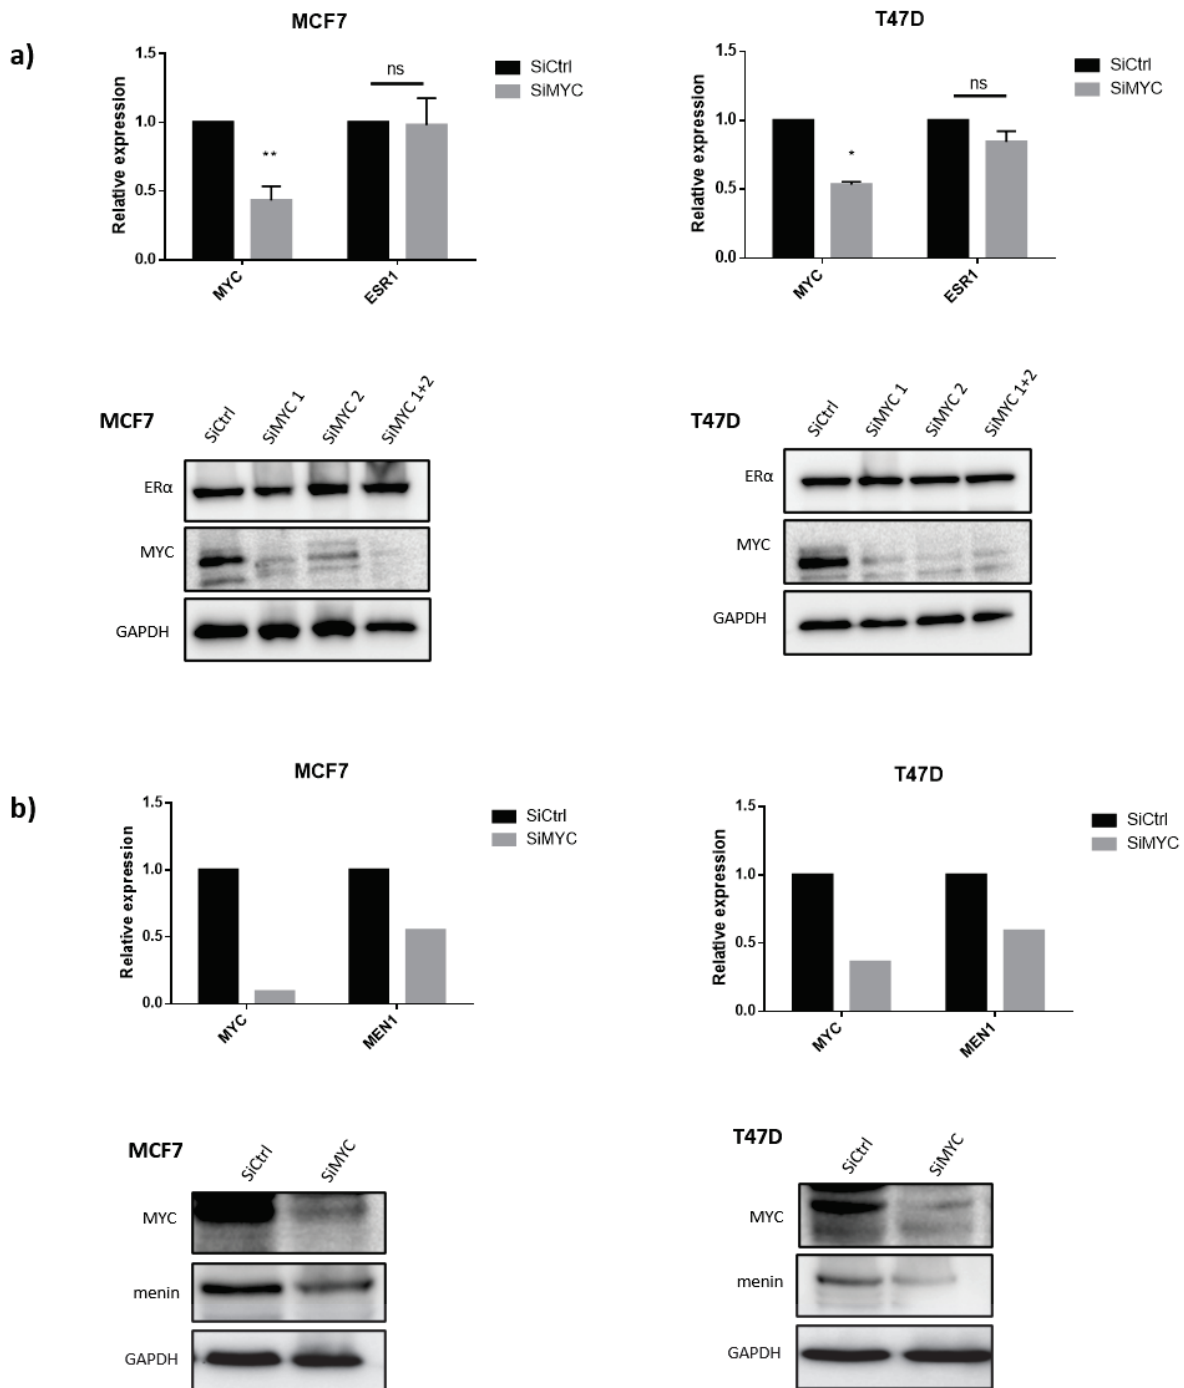 a)
MCF7
Relative expression
1.5
1.0
0.5
0.0
**
ns
MYC
ESR1
SiCtrl
SiMYC
T47D
Relative expression
1.5
1.0
0.5
0.0
*
ns
MYC
ESR1
SiCtrl
SiMYC
MCF7
SiCtrl
SiMYC 1
SiMYC 2
SiMYC 1+2
ERα
MYC
GAPDH
T47D
SiCtrl
SiMYC 1
SiMYC 2
SiMYC 1+2
ERα
MYC
GAPDH
b)
MCF7
Relative expression
1.5
1.0
0.5
0.0
MYC
MEN1
SiCtrl
SiMYC
T47D
Relative expression
1.5
1.0
0.5
0.0
MYC
MEN1
SiCtrl
SiMYC
MCF7
SiCtrl
SiMYC
MYC
menin
GAPDH
T47D
SiCtrl
SiMYC
MYC
menin
GAPDH